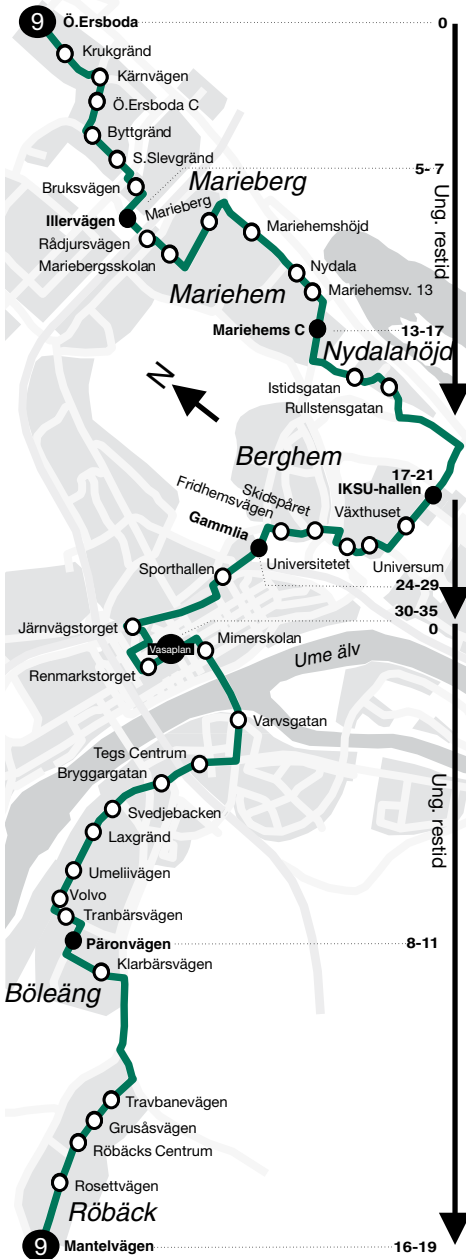 9 Ö.Ersboda 0
Krukgränd
Kärnvägen
Ö.Ersboda C
Byttgränd
S.Slevgränd
5- 7
Marieberg
Bruksvägen
Ung. restid
Marieberg
Illervägen
Mariehemshöjd
Rådjursvägen
Mariebergsskolan
Nydala
Mariehem
Mariehemsv. 13
Mariehems C 13-17
Nydalahöjd
N
Istidsgatan
Rullstensgatan
Berghem
17-21
IKSU-hallen
Skidspåret
Fridhemsvägen
Växthuset
Gammlia
Universitetet
Universum
Sporthallen
24-29
30-35
Järnvägstorget
0
Mimerskolan
Vasaplan
Ume älv
Renmarkstorget
Varvsgatan
Tegs Centrum
Bryggargatan
Ung. restid
Svedjebacken
Laxgränd
Umeliivägen
Volvo
Tranbärsvägen
Päronvägen 8-11
Klarbärsvägen
Böleäng
Travbanevägen
Grusåsvägen
Röbäcks Centrum
Rosettvägen
Röbäck
9 Mantelvägen 16-19